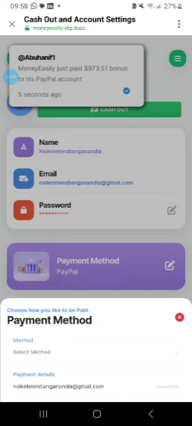 09:58
27%
Cash Out and Account Settings
moneyeasily-ybp.buzz
@Abuhanif1
MoneyEasily just paid $973.51 bonus
to his PayPal account
5 seconds ago
CASH OUT
A
Name
Email
Password
**********
Payment Method
PayPal
Choose how you like to be Paid.
Payment Method
Method
Select Method
Payment details